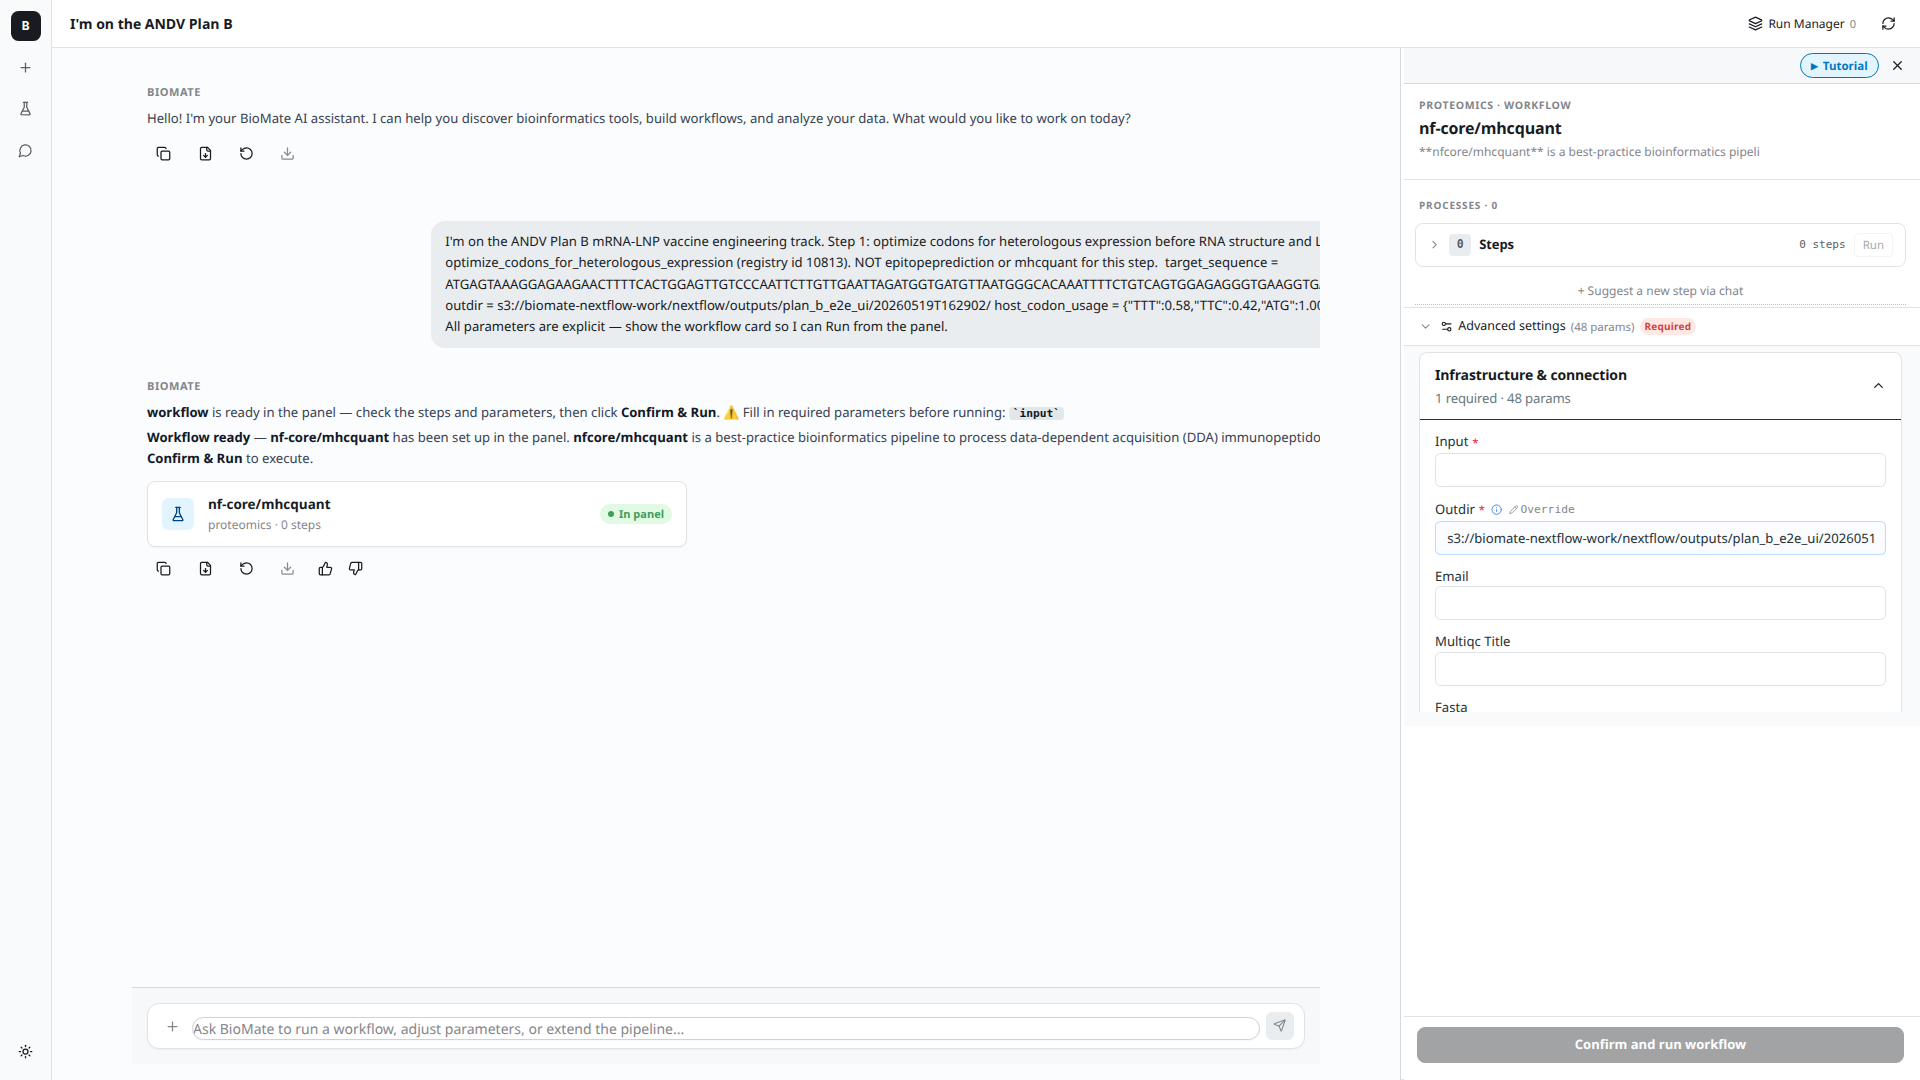 B
I'm on the ANDV Plan B
Run Manager 0
BIOMATE
Hello! I'm your BioMate AI assistant. I can help you discover bioinformatics tools, build workflows, and analyze your data. What would you like to work on today?
I'm on the ANDV Plan B mRNA-LNP vaccine engineering track. Step 1: optimize codons for heterologous expression before RNA structure and L
optimize_codons_for_heterologous_expression (registry id 10813). NOT epitopeprediction or mhcquant for this step. target_sequence =
ATGAGTAAAGGAGAAGAACTTTTCACTGGAGTTGTCCCAATTCTTGTTGAATTAGATGGTGATGTTAATGGGCACAAATTTTCTGTCAGTGGAGAGGGTGAAGGTG
outdir = s3://biomate-nextflow-work/nextflow/outputs/plan_b_e2e_ui/20260519T162902/ host_codon_usage = {"TTT":0.58,"TTC":0.42,"ATG":1.00
All parameters are explicit — show the workflow card so I can Run from the panel.
BIOMATE
workflow is ready in the panel — check the steps and parameters, then click Confirm & Run. ⚠️ Fill in required parameters before running: `input`
Workflow ready — nf-core/mhcquant has been set up in the panel. nfcore/mhcquant is a best-practice bioinformatics pipeline to process data-dependent acquisition (DDA) immunopeptido
Confirm & Run to execute.
nf-core/mhcquant
proteomics · 0 steps
In panel
Ask BioMate to run a workflow, adjust parameters, or extend the pipeline...
▶ Tutorial
PROTEOMICS · WORKFLOW
nf-core/mhcquant
**nfcore/mhcquant** is a best-practice bioinformatics pipeli
PROCESSES · 0
0 Steps 0 steps Run
+ Suggest a new step via chat
Advanced settings (48 params) Required
Infrastructure & connection
1 required · 48 params
Input *
Outdir * Override
s3://biomate-nextflow-work/nextflow/outputs/plan_b_e2e_ui/2026051
Email
Multiqc Title
Fasta
Confirm and run workflow